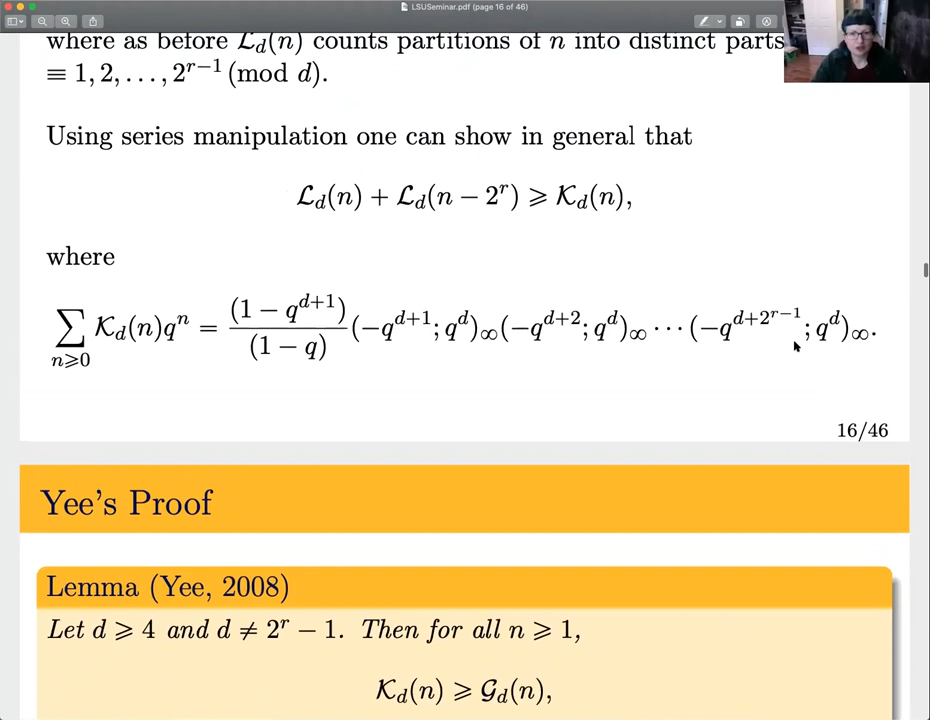 LSUSeminar.pdf (page 16 of 46)
where as before 𝓛_d(n) counts partitions of n into distinct parts
≡ 1, 2, . . . , 2^{r−1} (mod d).
Using series manipulation one can show in general that
𝓛_d(n) + 𝓛_d(n − 2^r) ⩾ 𝒦_d(n),
where
∑_{n⩾0} 𝒦_d(n)q^n = \frac{(1 − q^{d+1})}{(1 − q)} (−q^{d+1}; q^d)_∞(−q^{d+2}; q^d)_∞ · · · (−q^{d+2^{r−1}}; q^d)_∞.
16/46
Yee's Proof
Lemma (Yee, 2008)
Let d ⩾ 4 and d ≠ 2^r − 1. Then for all n ⩾ 1,
𝒦_d(n) ⩾ 𝒢_d(n),